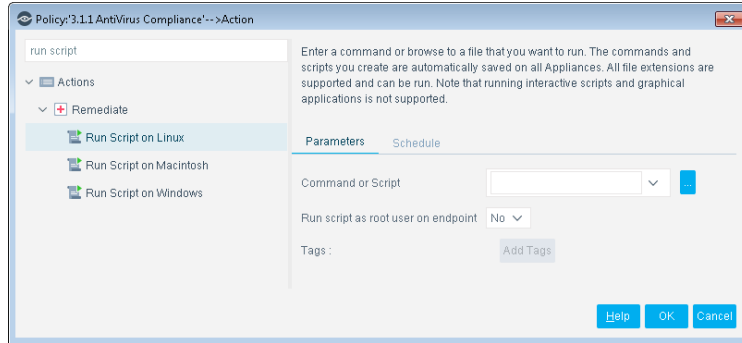 Policy:'3.1.1 AntiVirus Compliance'-->Action
run script
Actions
Remediate
Run Script on Linux
Run Script on Macintosh
Run Script on Windows
Enter a command or browse to a file that you want to run. The commands and
scripts you create are automatically saved on all Appliances. All file extensions are
supported and can be run. Note that running interactive scripts and graphical
applications is not supported.
Parameters Schedule
Command or Script ...
Run script as root user on endpoint No
Tags : Add Tags
Help OK Cancel